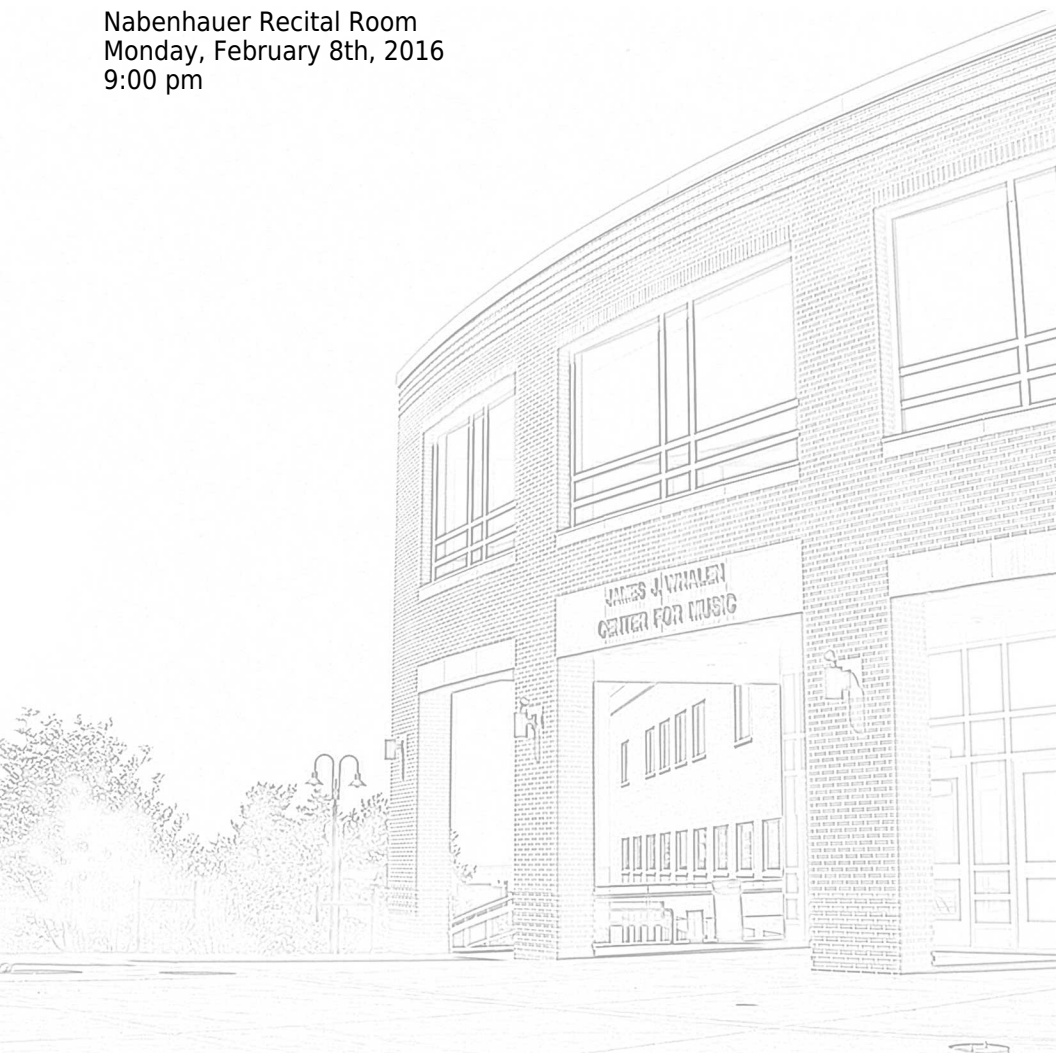 Nabenhauer Recital Room
Monday, February 8th, 2016
9:00 pm
JAMES J. WHALEN
CENTER FOR MUSIC